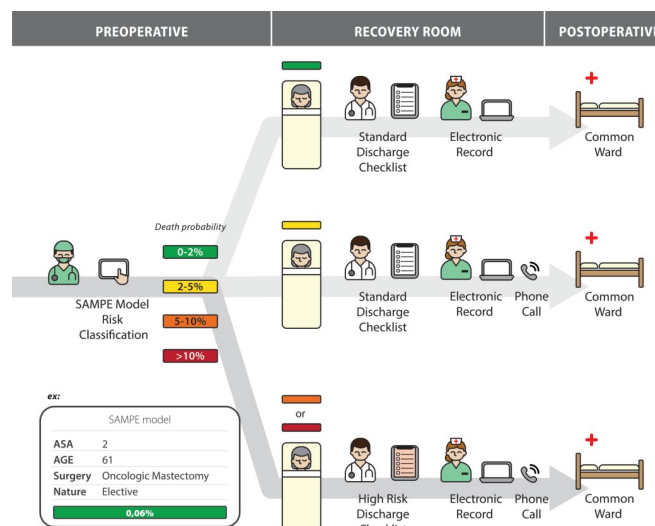 PREOPERATIVE
RECOVERY ROOM
POSTOPERATIVE
Standard
Discharge
Checklist
Electronic
Record
Common
Ward
Death probability
0-2%
2-5%
5-10%
>10%
SAMPE Model
Risk
Classification
Standard
Discharge
Checklist
Electronic
Record
Phone
Call
Common
Ward
ex:
SAMPE model
ASA 2
AGE 61
Surgery Oncologic Mastectomy
Nature Elective
0,06%
or
High Risk
Discharge
Checklist
Electronic
Record
Phone
Call
Common
Ward